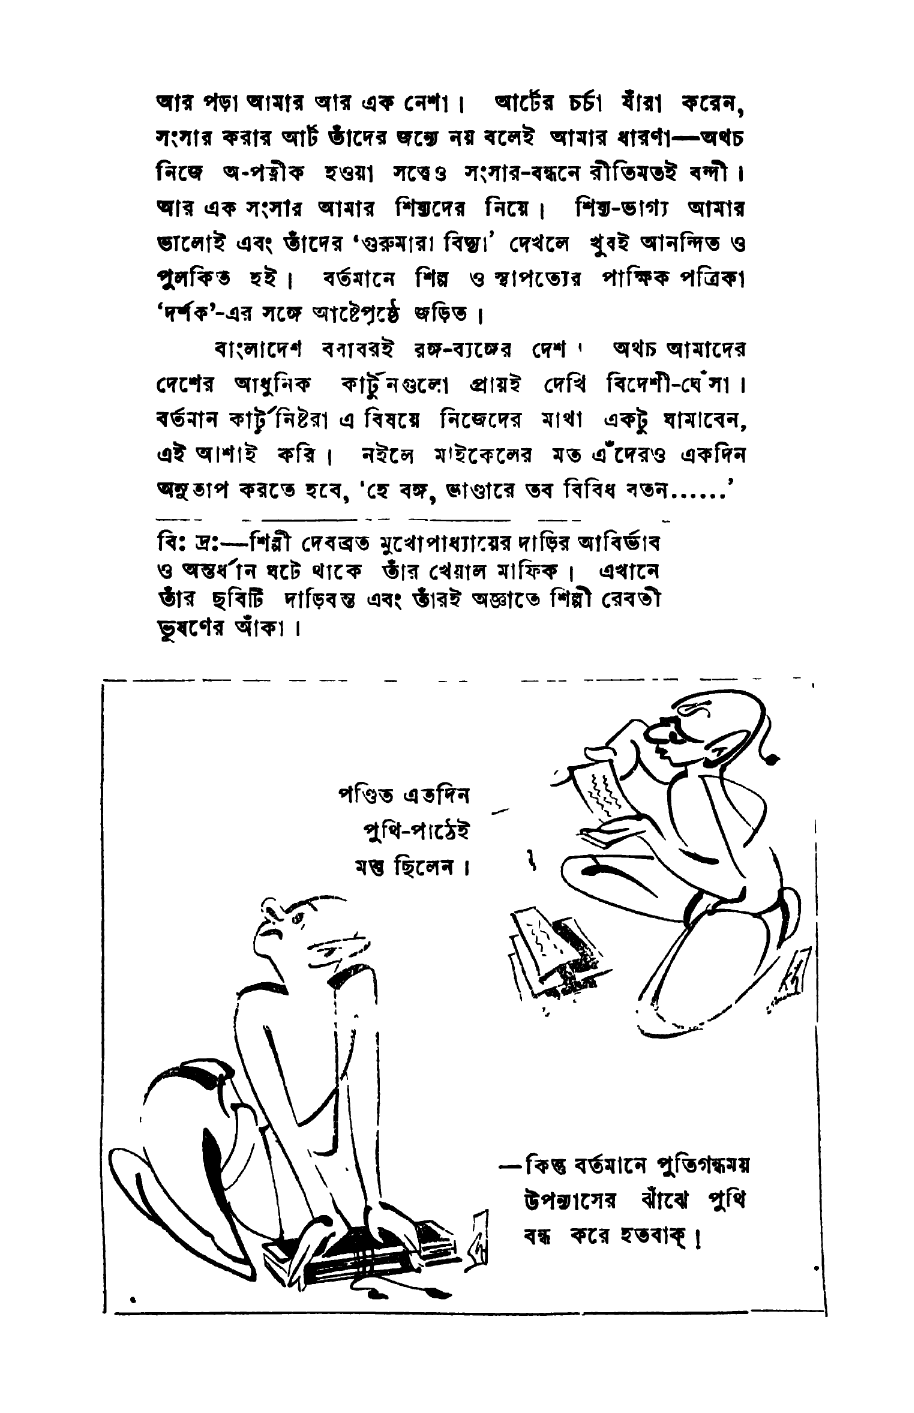 আর পড়া আমার আর এক নেশা। আর্টের চর্চা যাঁরা করেন,
সংসার করার আর্ট তাঁদের জন্যে নয় বলেই আমার ধারণা—অথচ
নিজে অ-পত্নীক হওয়া সত্ত্বেও সংসার-বন্ধনে রীতিমতই বন্দী।
আর এক সংসার আমার শিষ্যদের নিয়ে। শিষ্য-ভাগ্য আমার
ভালোই এবং তাঁদের ‘গুরুমারা বিদ্যা’ দেখলে খুবই আনন্দিত ও
পুলকিত হই। বর্তমানে শিল্প ও স্থাপত্যের পাক্ষিক পত্রিকা
‘দর্শক’-এর সঙ্গে আষ্টেপৃষ্ঠে জড়িত।
বাংলাদেশ বরাবরই রঙ্গ-ব্যঙ্গের দেশ। অথচ আমাদের
দেশের আধুনিক কার্টুনগুলো প্রায়ই দেখি বিদেশী-ঘেঁসা।
বর্তমান কার্টুনিষ্টরা এ বিষয়ে নিজেদের মাথা একটু ঘামাবেন,
এই আশাই করি। নইলে মাইকেলের মত এঁদেরও একদিন
অনুতাপ করতে হবে, ‘হে বঙ্গ, ভাণ্ডারে তব বিবিধ রতন......’
বি: দ্র:—শিল্পী দেবব্রত মুখোপাধ্যায়ের দাড়ির আবির্ভাব
ও অন্তর্ধান ঘটে থাকে তাঁর খেয়াল মাফিক। এখানে
তাঁর ছবিটি দাড়িবন্ত এবং তাঁরই অজ্ঞাতে শিল্পী রেবতী
ভূষণের আঁকা।
পণ্ডিত এতদিন
পুথি-পাঠেই
মত্ত ছিলেন।
—কিন্তু বর্তমানে পুতিগন্ধময়
উপন্যাসের ঝাঁঝে পুথি
বন্ধ করে হতবাক্!